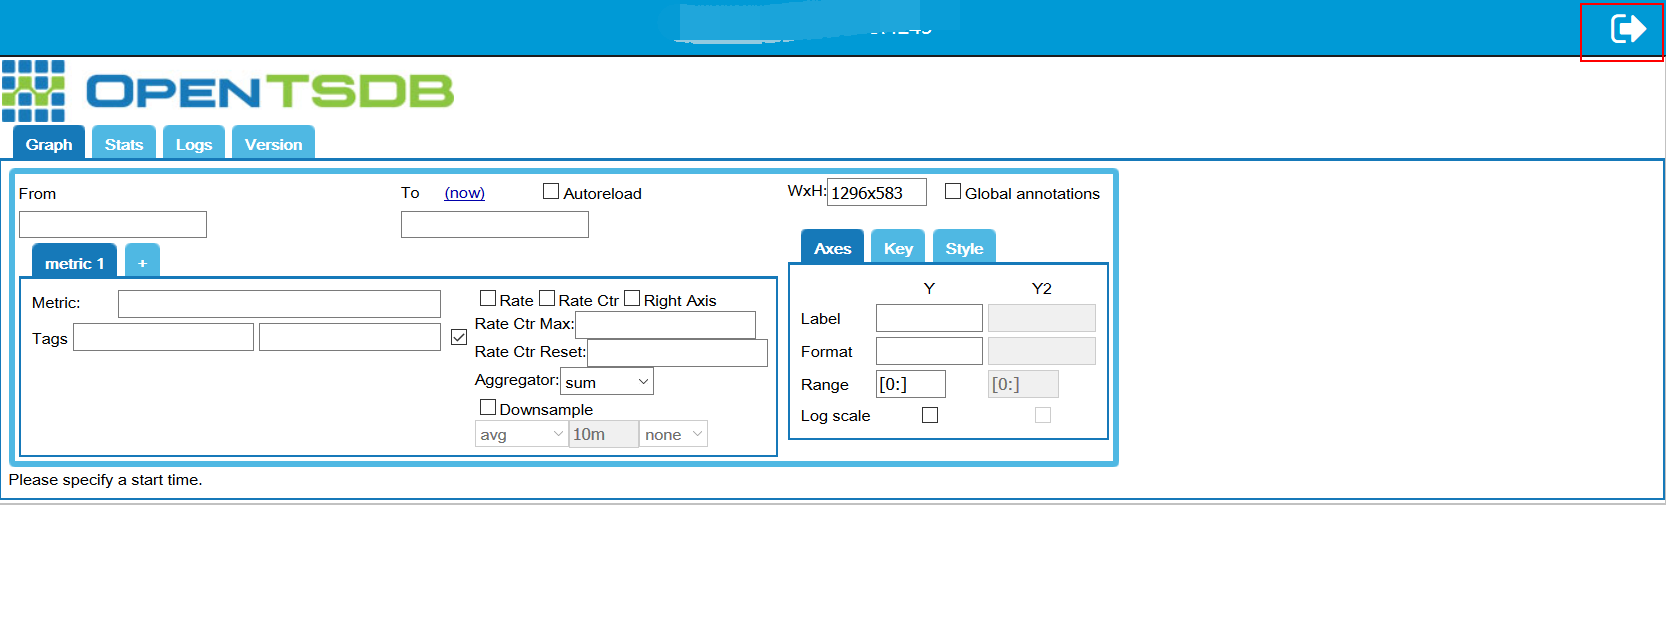 OPENTSDB
Graph Stats Logs Version
From To (now) Autoreload WxH: 1296x583 Global annotations
metric 1 + Axes Key Style
Y Y2
Metric: Rate Rate Ctr Right Axis
Rate Ctr Max: Label
Tags
Rate Ctr Reset: Format
Aggregator: sum Range [0:] [0:]
Downsample Log scale
avg 10m none
Please specify a start time.